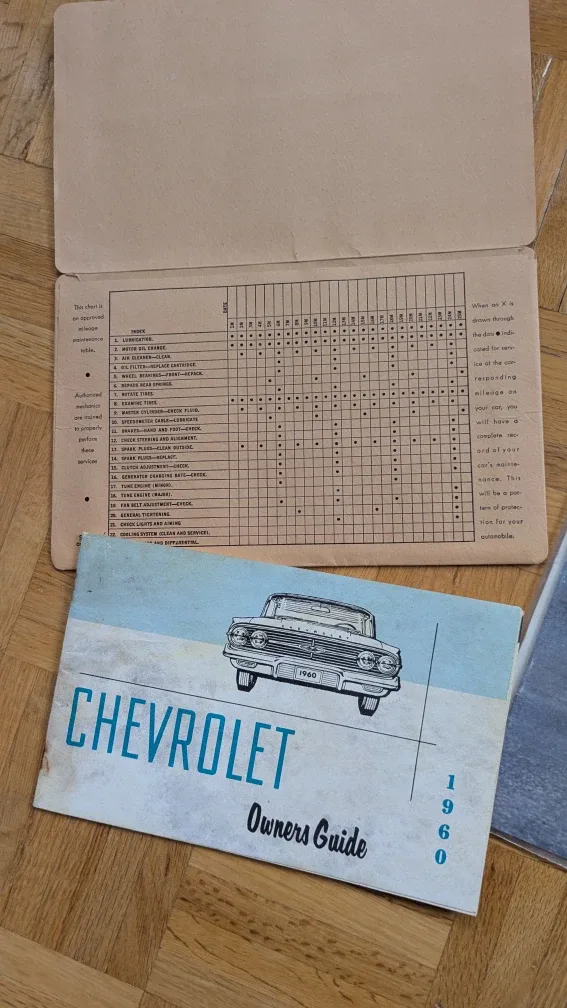 This chart is
an approved
mileage
maintenance
table.
Authorized
mechanics
are trained
to properly
perform
these
services
DATE
INDEX
1. LUBRICATION.
2. MOTOR OIL CHANGE.
3. AIR CLEANER—CLEAN.
4. OIL FILTER—REPLACE CARTRIDGE.
5. WHEEL BEARINGS—FRONT—REPACK.
6. REPACK REAR SPRINGS.
7. ROTATE TIRES.
8. EXAMINE TIRES.
9. MASTER CYLINDER—CHECK FLUID.
10. SPEEDOMETER CABLE—LUBRICATE
11. BRAKES—HAND AND FOOT—CHECK.
12. CHECK STEERING AND ALIGNMENT.
13. SPARK PLUGS—CLEAN OUTSIDE.
14. SPARK PLUGS—REPLACE.
15. CLUTCH ADJUSTMENT—CHECK.
16. GENERATOR CHARGING RATE—CHECK.
17. TUNE ENGINE (MINOR).
18. TUNE ENGINE (MAJOR).
19. FAN BELT ADJUSTMENT—CHECK.
20. GENERAL TIGHTENING.
21. CHECK LIGHTS AND AIMING
22. COOLING SYSTEM (CLEAN AND SERVICE).
AND DIFFERENTIAL.
When an X is
drawn through
the dots ● indi-
cated for serv-
ice at the cor-
responding
mileage on
your car, you
will have a
complete rec-
ord of your
car's mainte-
nance. This
will be a pat-
tern of protec-
tion for your
automobile.
CHEVROLET
1960
CHEVROLET
Owners Guide
1
9
6
0